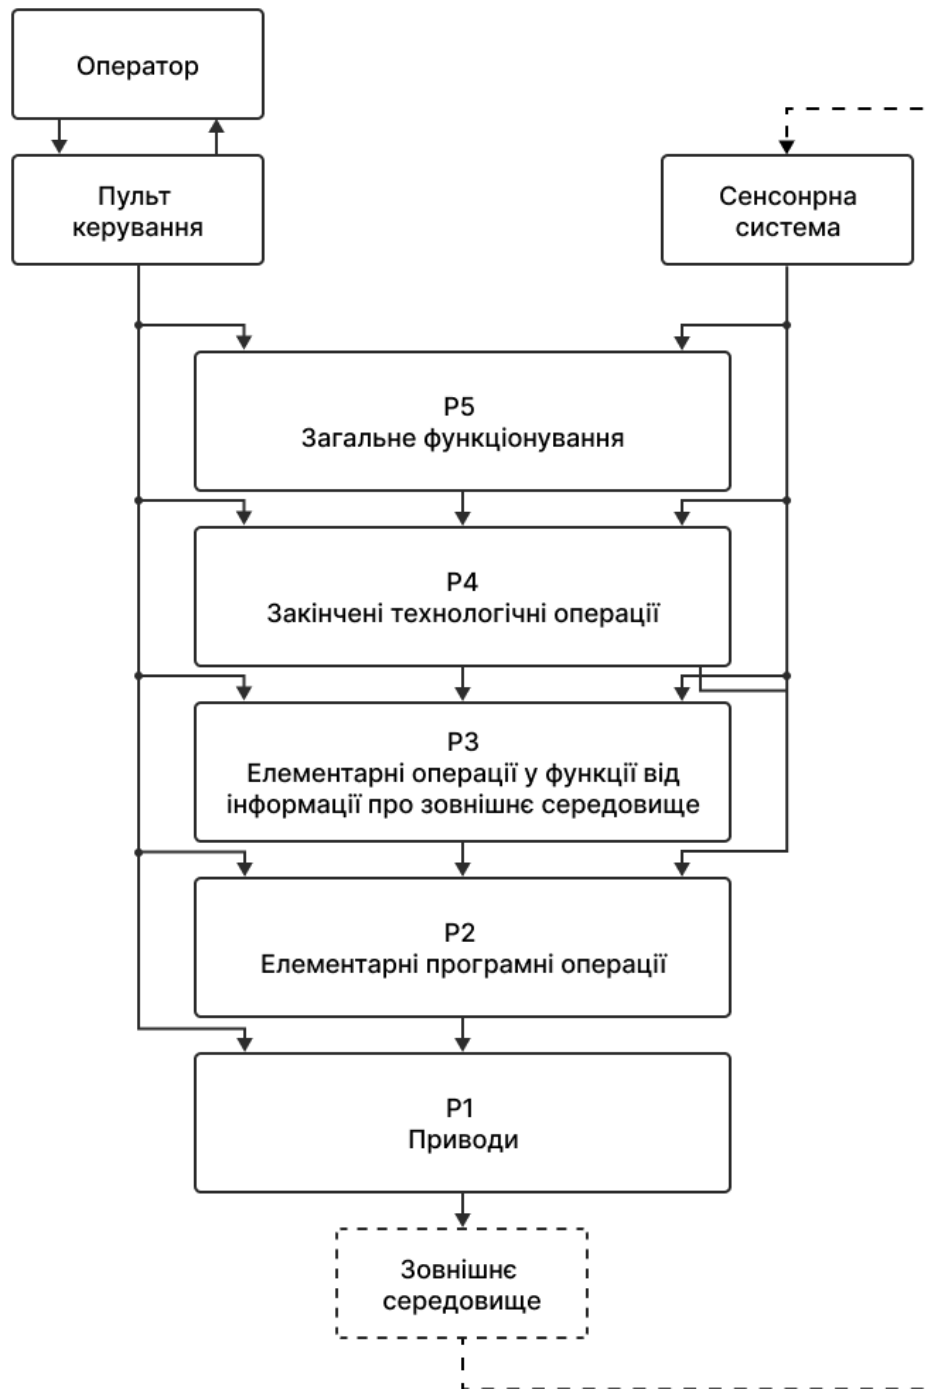 Оператор
Пульт
керування
Сенсонрна
система
P5
Загальне функціонування
P4
Закінчені технологічні операції
P3
Елементарні операції у функції від
інформації про зовнішнє середовище
P2
Елементарні програмні операції
P1
Приводи
Зовнішнє
середовище